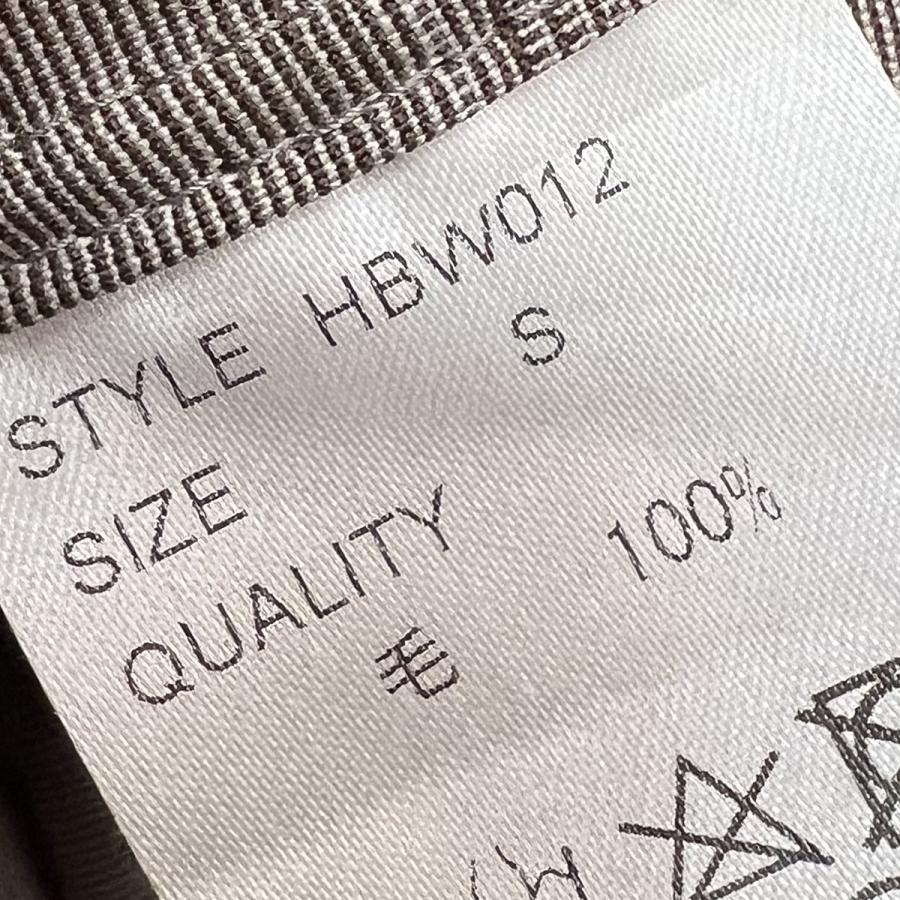 STYLE HBW012
SIZE S
QUALITY
毛 100%